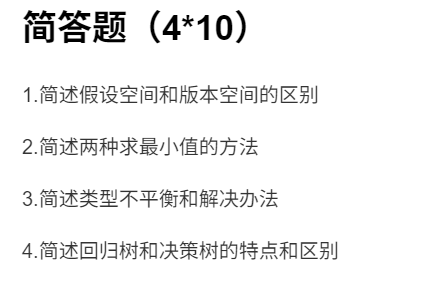 简答题（4*10）
1.简述假设空间和版本空间的区别
2.简述两种求最小值的方法
3.简述类型不平衡和解决办法
4.简述回归树和决策树的特点和区别